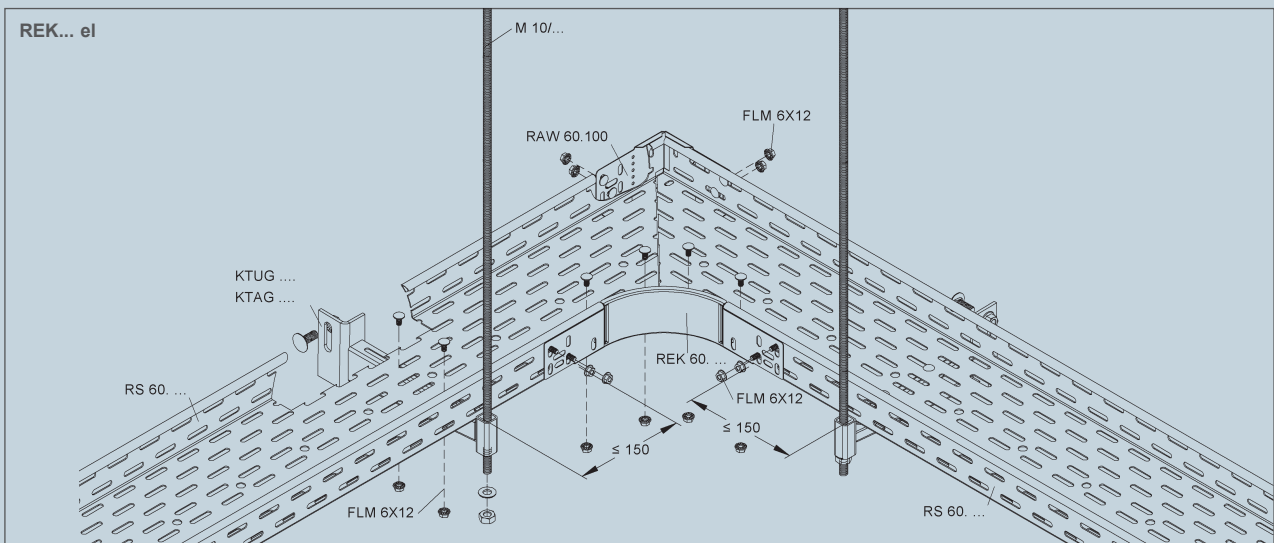 REK... el
M 10/...
FLM 6X12
RAW 60.100
KTUG ....
KTAG ....
REK 60. ...
RS 60. ...
FLM 6X12
≤ 150
≤ 150
FLM 6X12
RS 60. ...